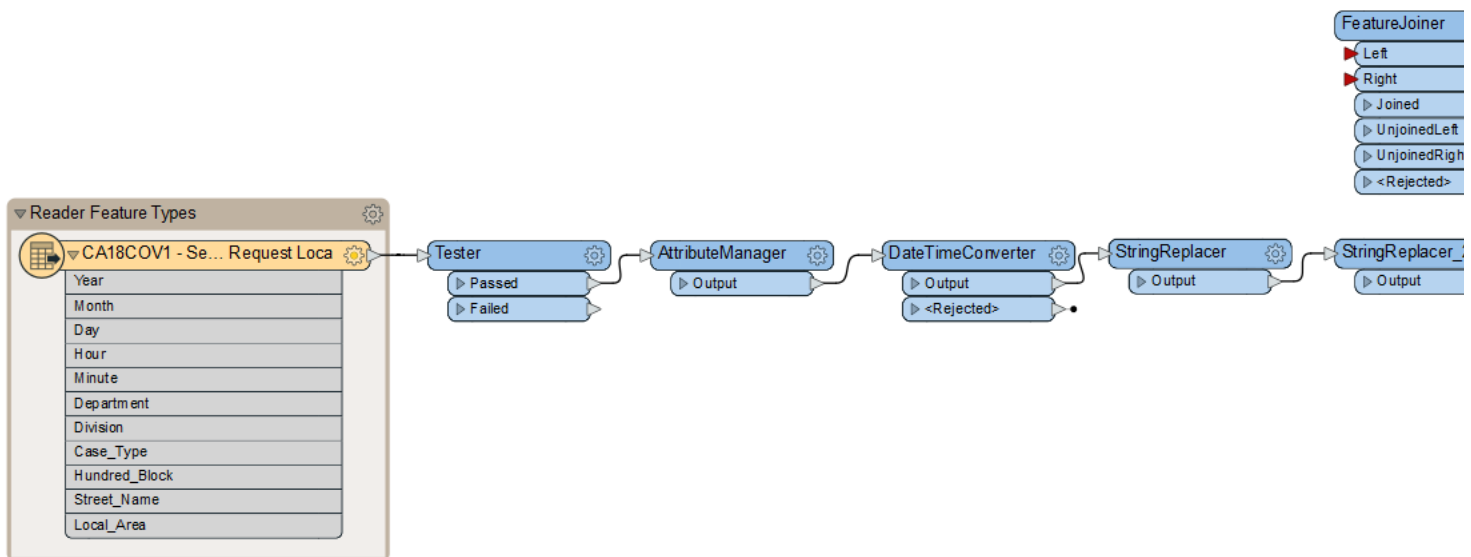 FeatureJoiner
Left
Right
Joined
UnjoinedLeft
UnjoinedRigh
<Rejected>
Reader Feature Types
CA18COV1 - Se... Request Loca
Year
Month
Day
Hour
Minute
Department
Division
Case_Type
Hundred_Block
Street_Name
Local_Area
Tester
Passed
Failed
AttributeManager
Output
DateTimeConverter
Output
<Rejected>
StringReplacer
Output
StringReplacer_2
Output